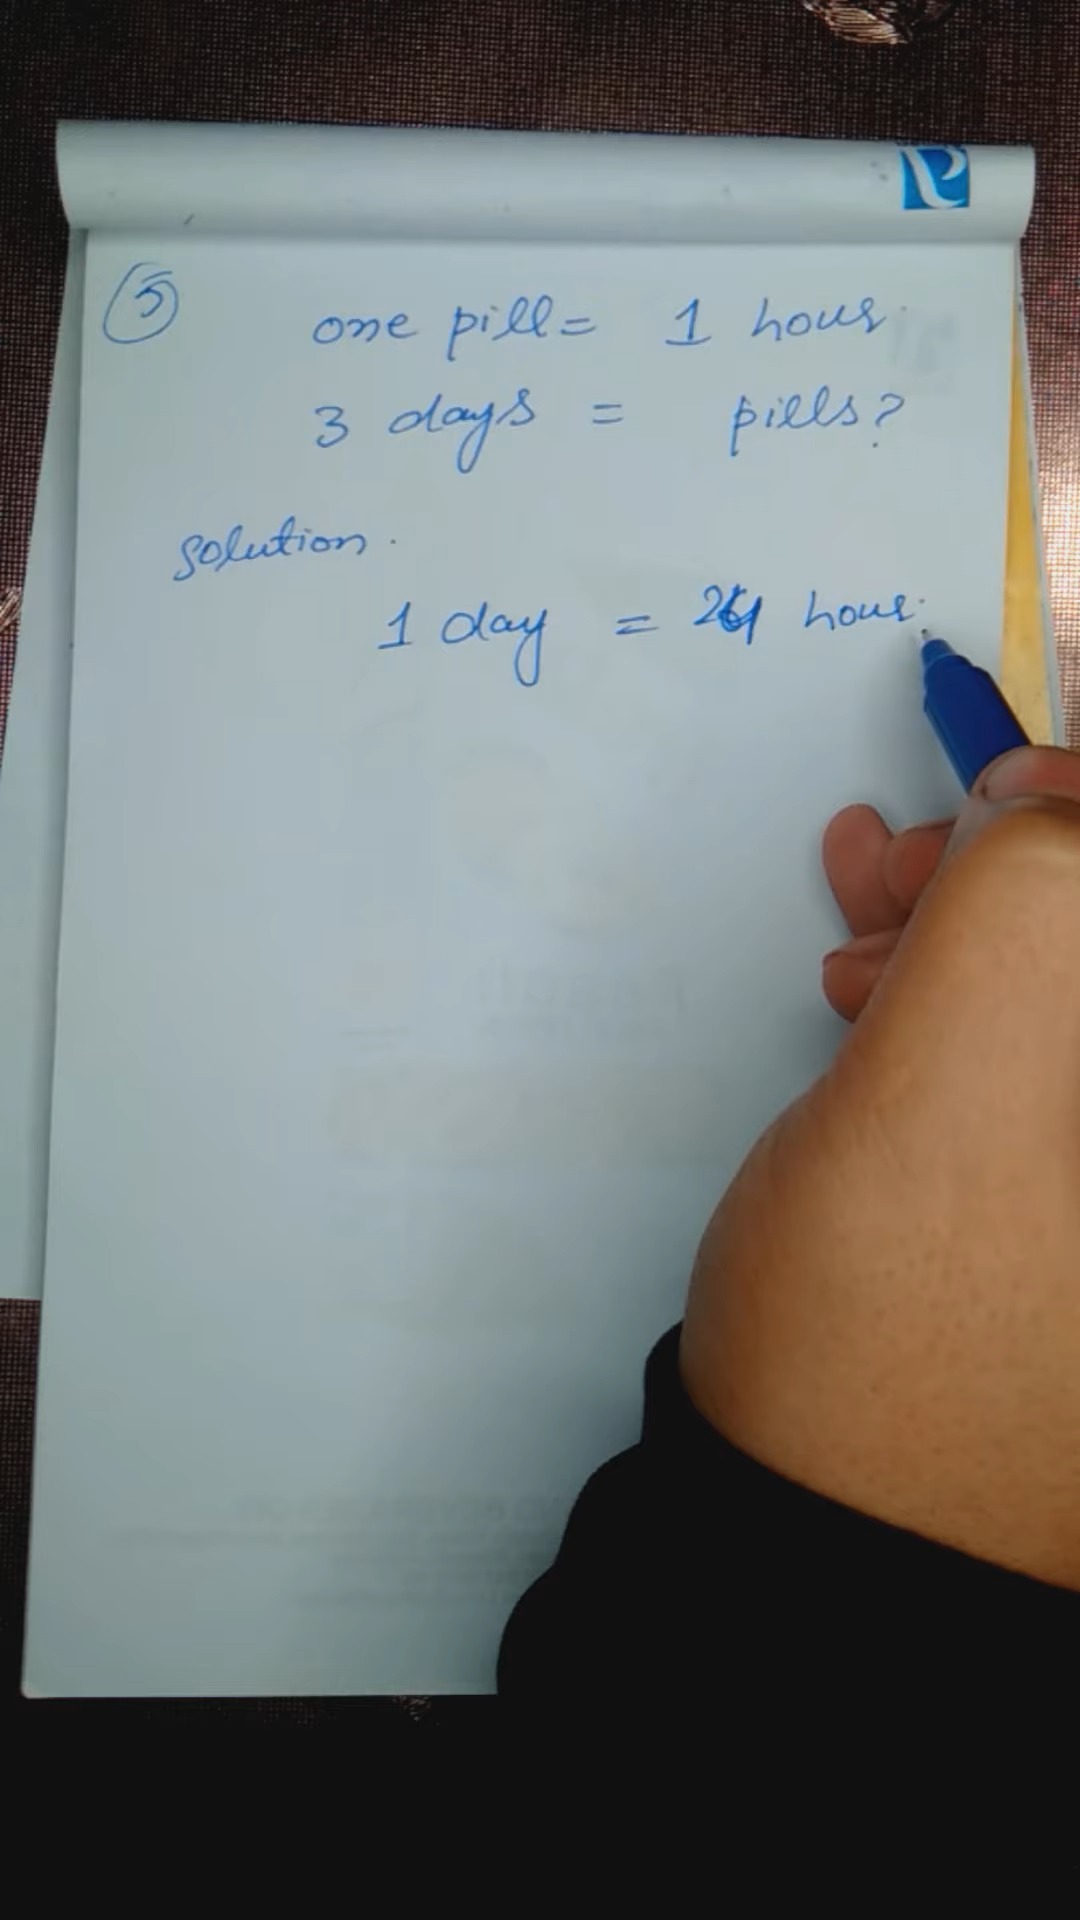 5
one pill = 1 hour.
3 days = pills?
solution.
1 day = 24 hour.